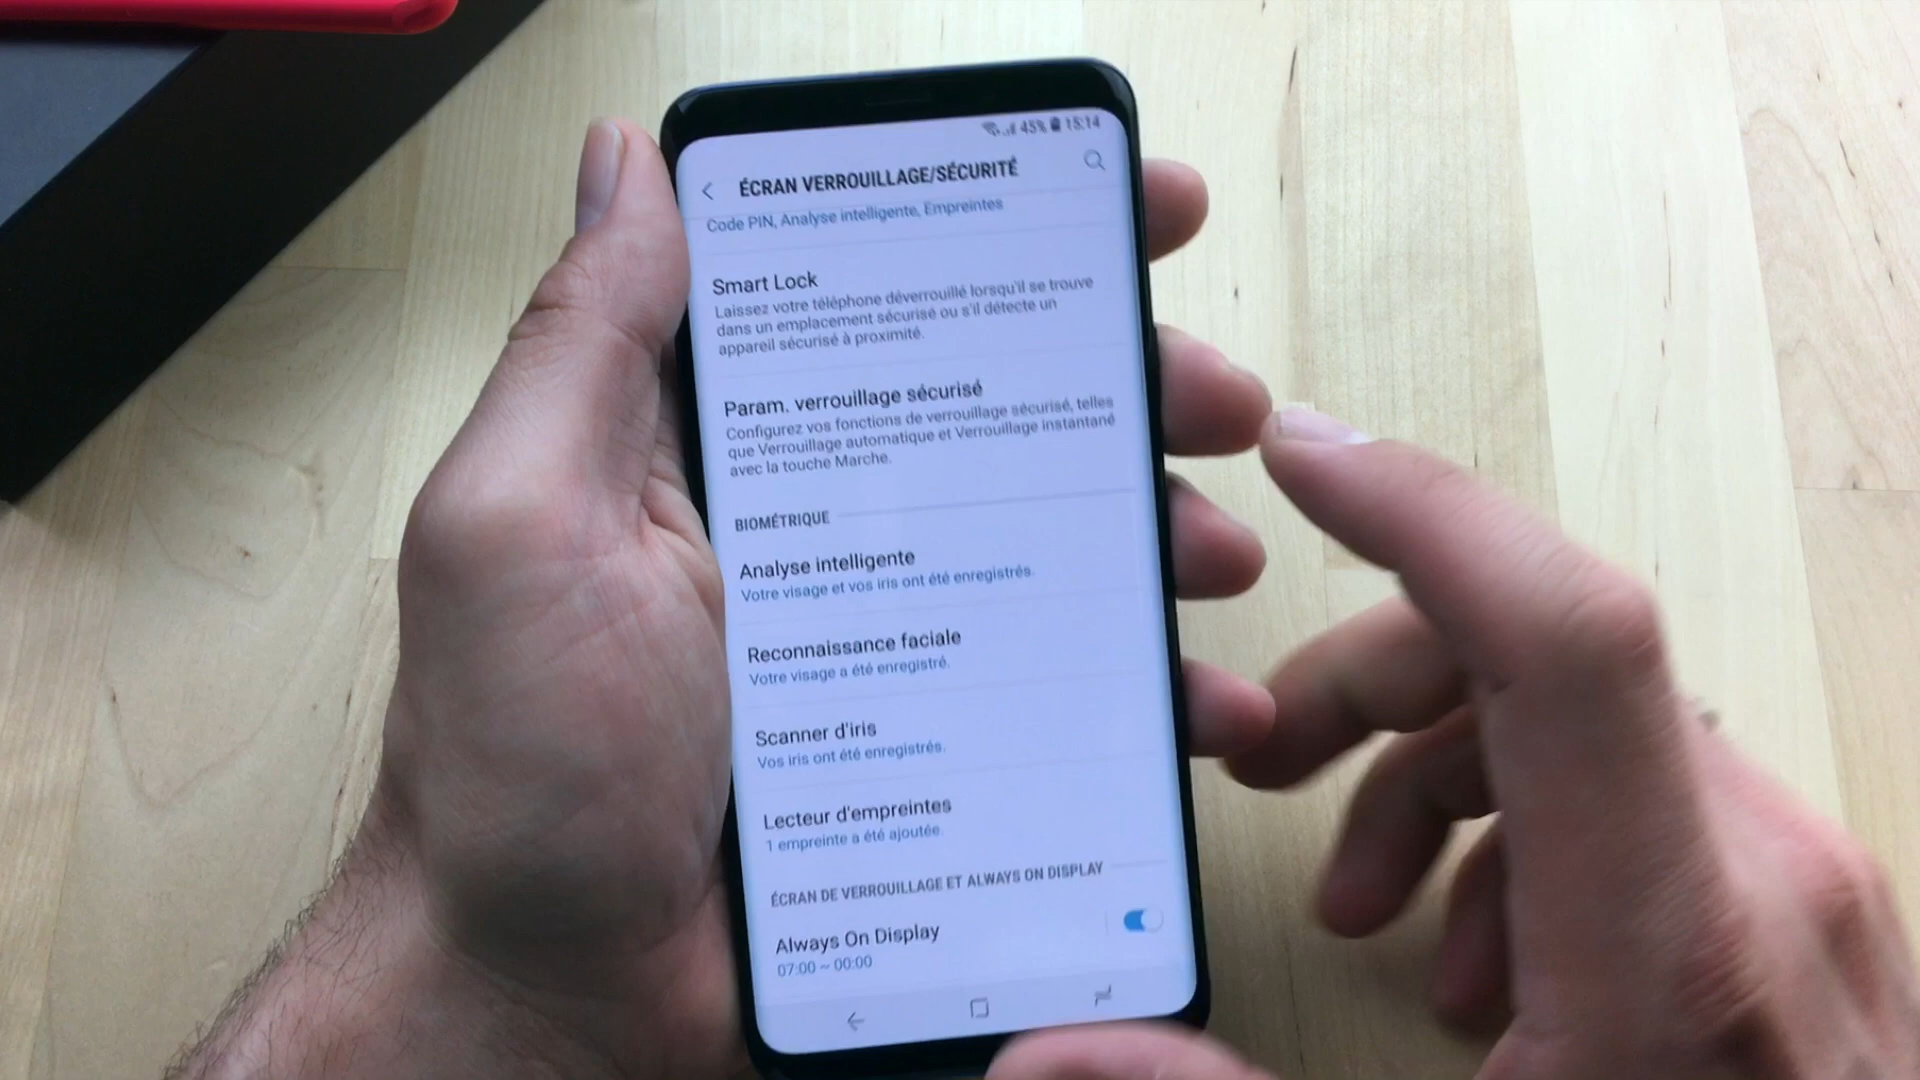 45% 15:14
ÉCRAN VERROUILLAGE/SÉCURITÉ
Code PIN, Analyse intelligente, Empreintes
Smart Lock
Laissez votre téléphone déverrouillé lorsqu'il se trouve
dans un emplacement sécurisé ou s'il détecte un
appareil sécurisé à proximité.
Param. verrouillage sécurisé
Configurez vos fonctions de verrouillage sécurisé, telles
que Verrouillage automatique et Verrouillage instantané
avec la touche Marche.
BIOMÉTRIQUE
Analyse intelligente
Votre visage et vos iris ont été enregistrés.
Reconnaissance faciale
Votre visage a été enregistré.
Scanner d'iris
Vos iris ont été enregistrés.
Lecteur d'empreintes
1 empreinte a été ajoutée
ÉCRAN DE VERROUILLAGE ET ALWAYS ON DISPLAY
Always On Display
07:00 ~ 00:00